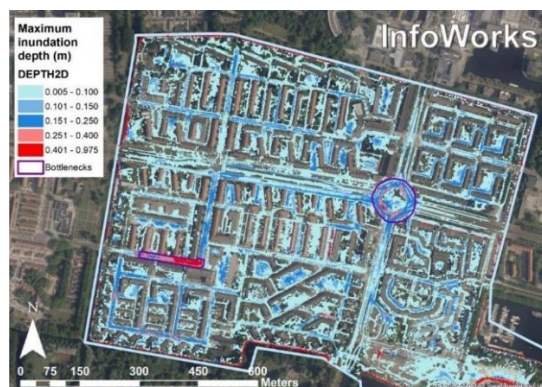 InfoWorks
Maximum
inundation
depth (m)
DEPTH2D
0.005 - 0.100
0.101 - 0.150
0.151 - 0.250
0.251 - 0.400
0.401 - 0.975
Bottlenecks
N
0 75 150 300 450 600
Meters